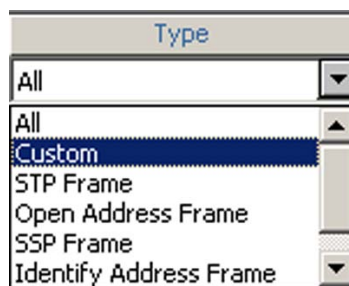 Type
All
All
Custom
STP Frame
Open Address Frame
SSP Frame
Identify Address Frame